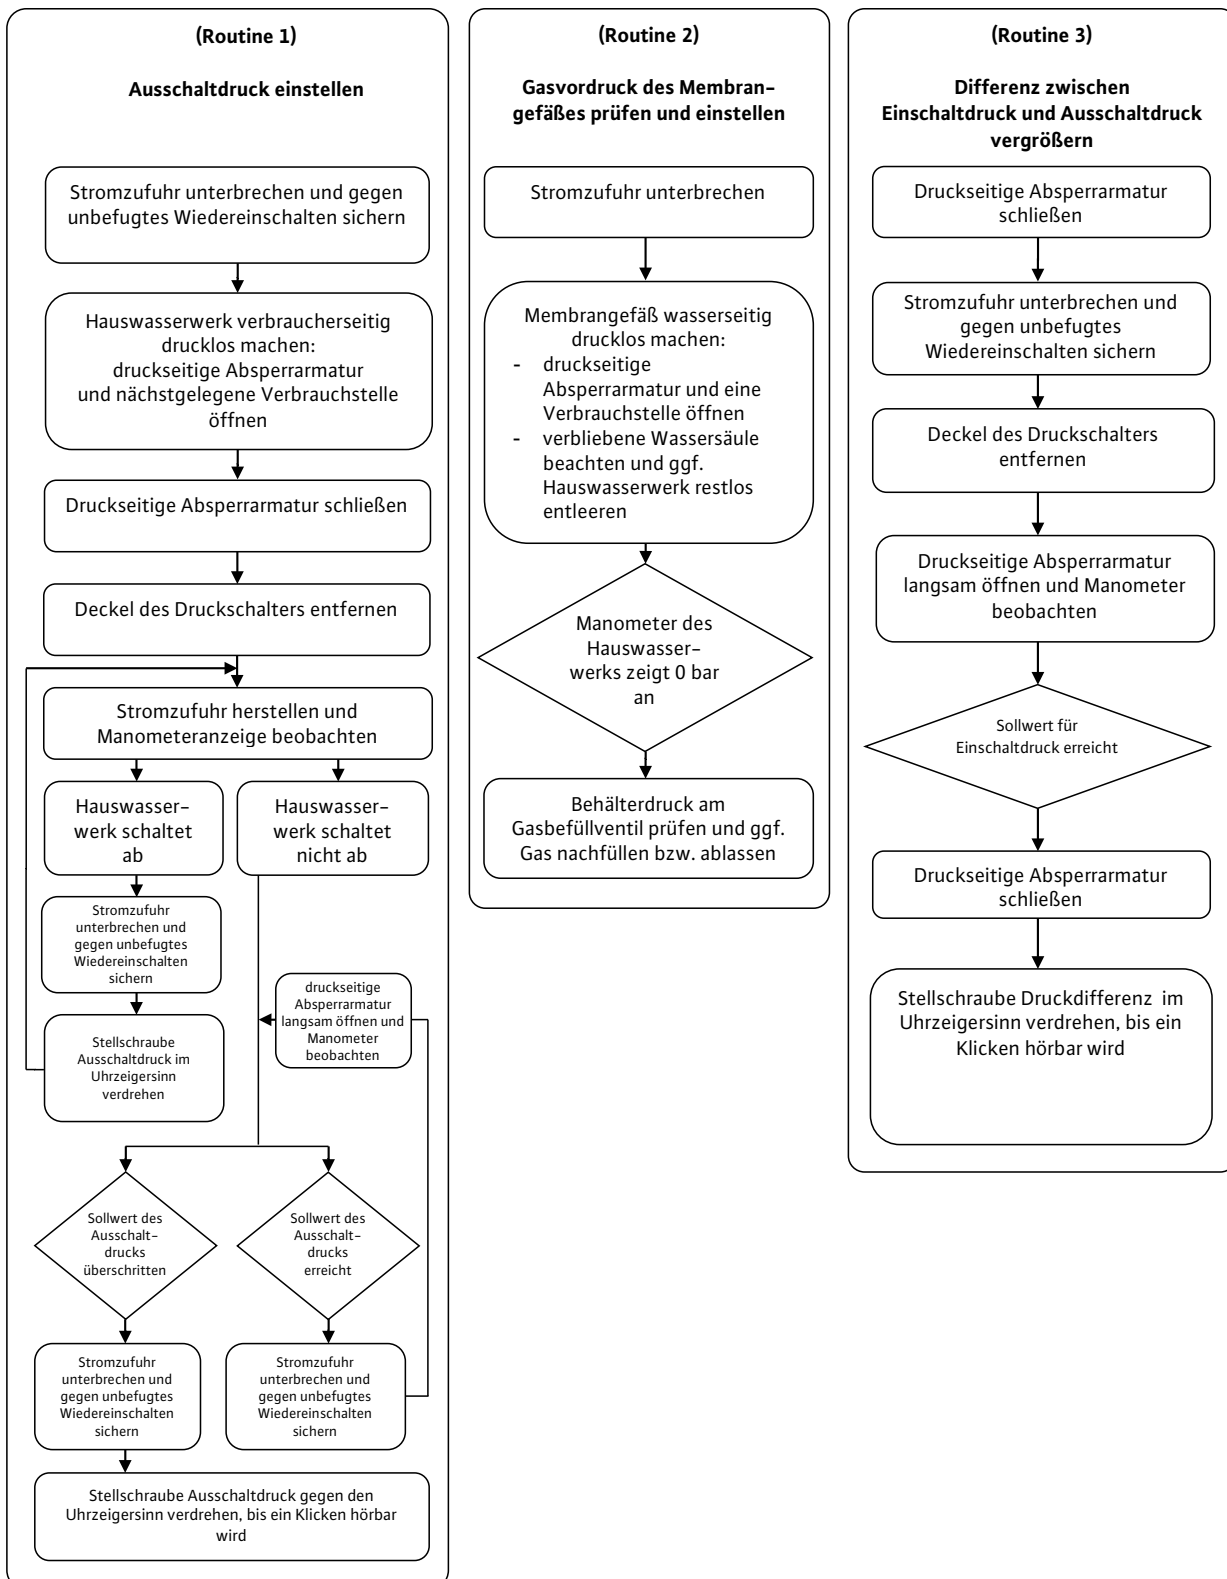 (Routine 1)
Ausschaltdruck einstellen
Stromzufuhr unterbrechen und gegen
unbefugtes Wiedereinschalten sichern
Hauswasserwerk verbraucherseitig
drucklos machen:
druckseitige Absperrarmatur
und nächstgelegene Verbrauchstelle
öffnen
Druckseitige Absperrarmatur schließen
Deckel des Druckschalters entfernen
Stromzufuhr herstellen und
Manometeranzeige beobachten
Hauswasser-
werk schaltet
ab
Hauswasser-
werk schaltet
nicht ab
Stromzufuhr
unterbrechen und
gegen unbefugtes
Wiedereinschalten
sichern
druckseitige
Absperrarmatur
langsam öffnen und
Manometer
beobachten
Stellschraube
Ausschaltdruck im
Uhrzeigersinn
verdrehen
Sollwert des
Ausschalt-
drucks
überschritten
Sollwert des
Ausschalt-
drucks
erreicht
Stromzufuhr
unterbrechen und
gegen unbefugtes
Wiedereinschalten
sichern
Stromzufuhr
unterbrechen und
gegen unbefugtes
Wiedereinschalten
sichern
Stellschraube Ausschaltdruck gegen den
Uhrzeigersinn verdrehen, bis ein Klicken hörbar
wird
(Routine 2)
Gasvordruck des Membran-
gefäßes prüfen und einstellen
Stromzufuhr unterbrechen
Membrangefäß wasserseitig
drucklos machen:
- druckseitige
Absperrarmatur und eine
Verbrauchstelle öffnen
- verbliebene Wassersäule
beachten und ggf.
Hauswasserwerk restlos
entleeren
Manometer des
Hauswasser-
werks zeigt 0 bar
an
Behälterdruck am
Gasbefüllventil prüfen und ggf.
Gas nachfüllen bzw. ablassen
(Routine 3)
Differenz zwischen
Einschaltdruck und Ausschaltdruck
vergrößern
Druckseitige Absperrarmatur
schließen
Stromzufuhr unterbrechen und
gegen unbefugtes
Wiedereinschalten sichern
Deckel des Druckschalters
entfernen
Druckseitige Absperrarmatur
langsam öffnen und Manometer
beobachten
Sollwert für
Einschaltdruck erreicht
Druckseitige Absperrarmatur
schließen
Stellschraube Druckdifferenz im
Uhrzeigersinn verdrehen, bis ein
Klicken hörbar wird